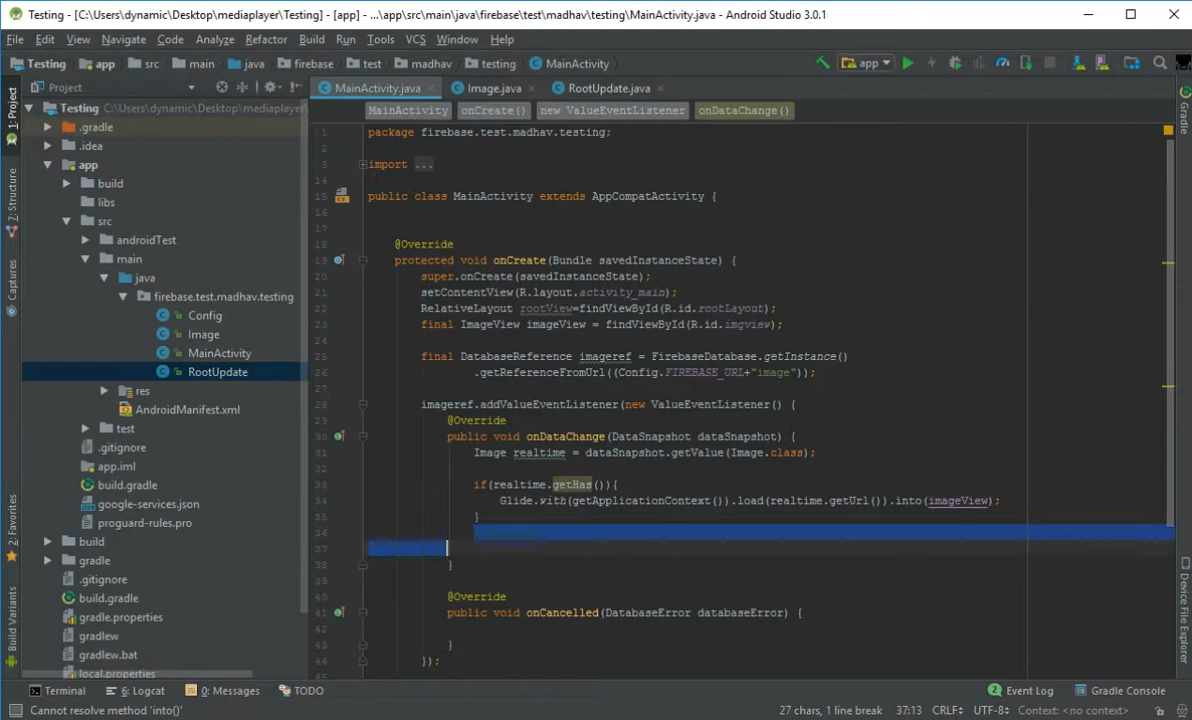 Testing - [C:\Users\dynamic\Desktop\mediaplayer\Testing] - [app] - ...\app\src\main\java\firebase\test\madhav\testing\MainActivity.java - Android Studio 3.0.1
File Edit View Navigate Code Analyze Refactor Build Run Tools VCS Window Help
Testing app src main java firebase test madhav testing MainActivity app
Project MainActivity.java Image.java RootUpdate.java
MainActivity onCreate() new ValueEventListener onDataChange()
1: Project
7: Structure
Captures
2: Favorites
Build Variants
Testing C:\Users\dynamic\Desktop\mediaplayer
.gradle
.idea
app
build
libs
src
androidTest
main
java
firebase.test.madhav.testing
Config
Image
MainActivity
RootUpdate
res
AndroidManifest.xml
test
.gitignore
app.iml
build.gradle
google-services.json
proguard-rules.pro
build
gradle
.gitignore
build.gradle
gradle.properties
gradlew
gradlew.bat
local.properties
1 package firebase.test.madhav.testing;
2
3 import ...
14
15 public class MainActivity extends AppCompatActivity {
16
17
18 @Override
19 protected void onCreate(Bundle savedInstanceState) {
20 super.onCreate(savedInstanceState);
21 setContentView(R.layout.activity_main);
22 RelativeLayout rootView=findViewById(R.id.rootLayout);
23 final ImageView imageView = findViewById(R.id.imgview);
24
25 final DatabaseReference imageref = FirebaseDatabase.getInstance()
26 .getReferenceFromUrl((Config.FIREBASE_URL+"image"));
27
28 imageref.addValueEventListener(new ValueEventListener() {
29 @Override
30 public void onDataChange(DataSnapshot dataSnapshot) {
31 Image realtime = dataSnapshot.getValue(Image.class);
32
33 if(realtime.getHas()){
34 Glide.with(getApplicationContext()).load(realtime.getUrl()).into(imageView);
35 }
36
37
38 }
39
40 @Override
41 public void onCancelled(DatabaseError databaseError) {
42
43 }
44 });
Gradle
Device File Explorer
Terminal 6: Logcat 0: Messages TODO 2 Event Log Gradle Console
Cannot resolve method 'into()' 27 chars, 1 line break 37:13 CRLF UTF-8 Context: <no context>